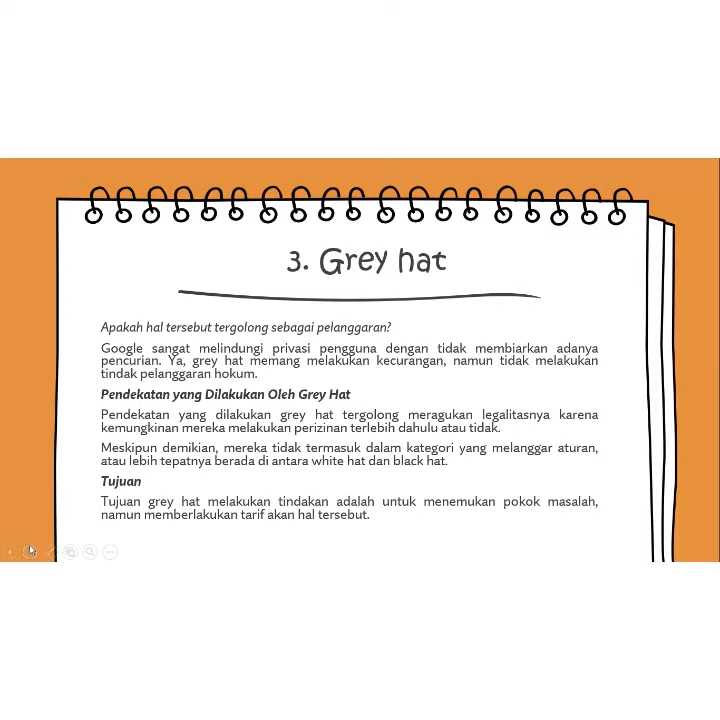 3. Grey hat
Apakah hal tersebut tergolong sebagai pelanggaran?
Google sangat melindungi privasi pengguna dengan tidak membiarkan adanya
pencurian. Ya, grey hat memang melakukan kecurangan, namun tidak melakukan
tindak pelanggaran hokum.
Pendekatan yang Dilakukan Oleh Grey Hat
Pendekatan yang dilakukan grey hat tergolong meragukan legalitasnya karena
kemungkinan mereka melakukan perizinan terlebih dahulu atau tidak.
Meskipun demikian, mereka tidak termasuk dalam kategori yang melanggar aturan,
atau lebih tepatnya berada di antara white hat dan black hat.
Tujuan
Tujuan grey hat melakukan tindakan adalah untuk menemukan pokok masalah,
namun memberlakukan tarif akan hal tersebut.